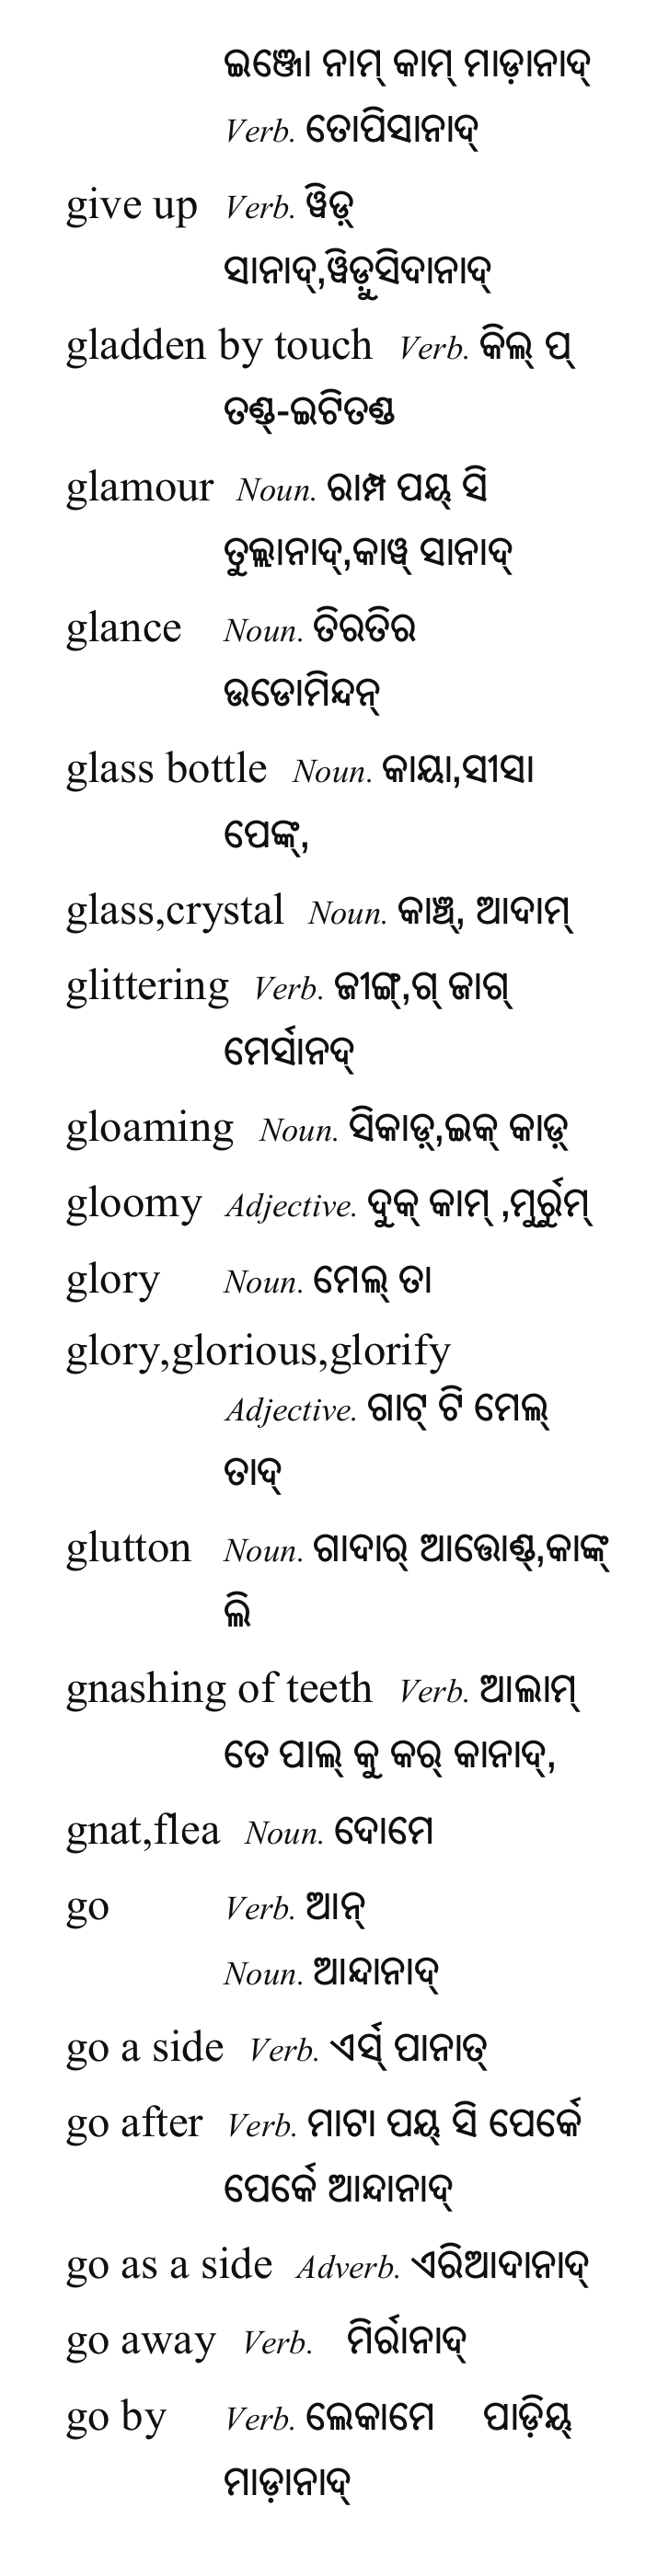 ଇଞ୍ଜୋ ନାମ୍ କାମ୍ ମାଡ଼ାନାଦ୍
Verb. ତୋପିସାନାଦ୍
give up Verb. ୱିଡ଼୍
ସାନାଦ୍,ୱିଡ଼ୁସିଦାନାଦ୍
gladden by touch Verb. କିଲ୍ ପ୍
ତଣ୍ଡ୍-ଇଟିତଣ୍ଡ
glamour Noun. ରାମ୍ପ ପୟ୍ ସି
ତୁଲ୍ଲାନାଦ୍,କାୱ୍ ସାନାଦ୍
glance Noun. ତିରତିର
ଉଡୋମିନ୍ଦନ୍
glass bottle Noun. କାୟା,ସୀସା
ପେଙ୍କ୍,
glass,crystal Noun. କାଞ୍ଚ୍, ଆଦାମ୍
glittering Verb. ଜୀଙ୍ଗ୍,ଗ୍ ଜାଗ୍
ମେର୍ସାନଦ୍
gloaming Noun. ସିକାଡ଼୍,ଇକ୍ କାଡ଼୍
gloomy Adjective. ଦୁକ୍ କାମ୍ ,ମୁର୍ରୁମ୍
glory Noun. ମେଲ୍ ତା
glory,glorious,glorify
Adjective. ଗାଟ୍ ଟି ମେଲ୍
ତାଦ୍
glutton Noun. ଗାଦାର୍ ଆତ୍ତୋଣ୍ଡ୍,କାଙ୍କ୍
ଲି
gnashing of teeth Verb. ଆଲାମ୍
ତେ ପାଲ୍ କୁ କର୍ କାନାଦ୍,
gnat,flea Noun. ଦୋମେ
go Verb. ଆନ୍
Noun. ଆନ୍ଦାନାଦ୍
go a side Verb. ଏର୍ସ୍ ପାନାତ୍
go after Verb. ମାଟା ପୟ୍ ସି ପେର୍କେ
ପେର୍କେ ଆନ୍ଦାନାଦ୍
go as a side Adverb. ଏରିଆଦାନାଦ୍
go away Verb. ମିର୍ରାନାଦ୍
go by Verb. ଲେକାମେ ପାଡ଼ିୟ୍
ମାଡ଼ାନାଦ୍